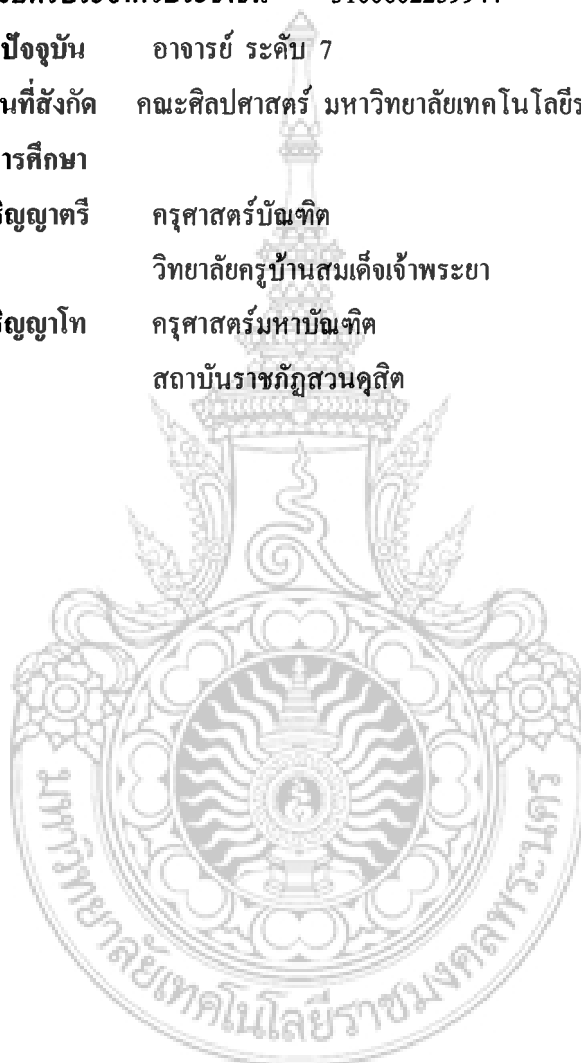 ปัจจุบัน อาจารย์ ระดับ 7
นที่สังกัด คณะศิลปศาสตร์ มหาวิทยาลัยเทคโนโลยีร
ารศึกษา
ริญญาตรี ครุศาสตร์บัณฑิต
วิทยาลัยครูบ้านสมเด็จเจ้าพระยา
ริญญาโท ครุศาสตร์มหาบัณฑิต
สถาบันราชภัฏสวนดุสิต
มหาวิทยาลัยเทคโนโลยีราชมงคลพระนคร